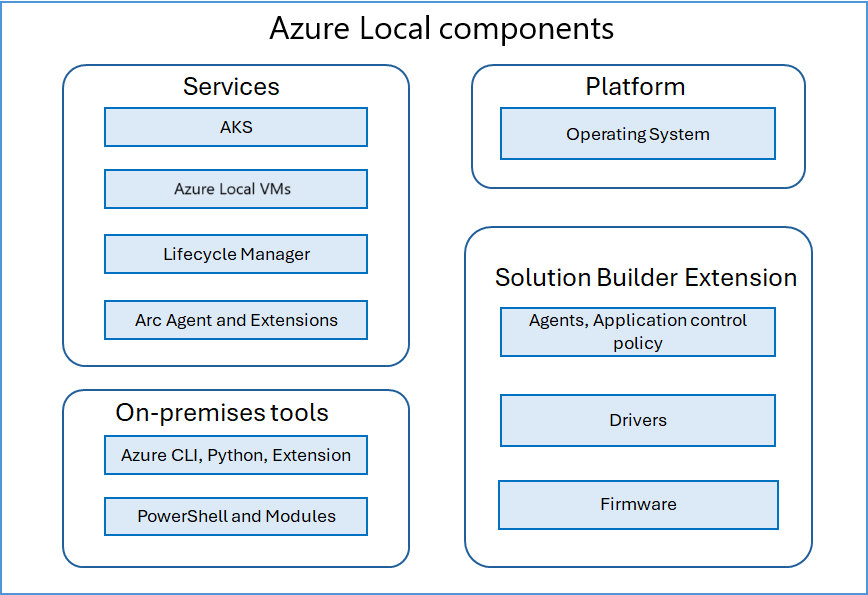 Azure Local components
Services
AKS
Azure Local VMs
Lifecycle Manager
Arc Agent and Extensions
On-premises tools
Azure CLI, Python, Extension
PowerShell and Modules
Platform
Operating System
Solution Builder Extension
Agents, Application control
policy
Drivers
Firmware